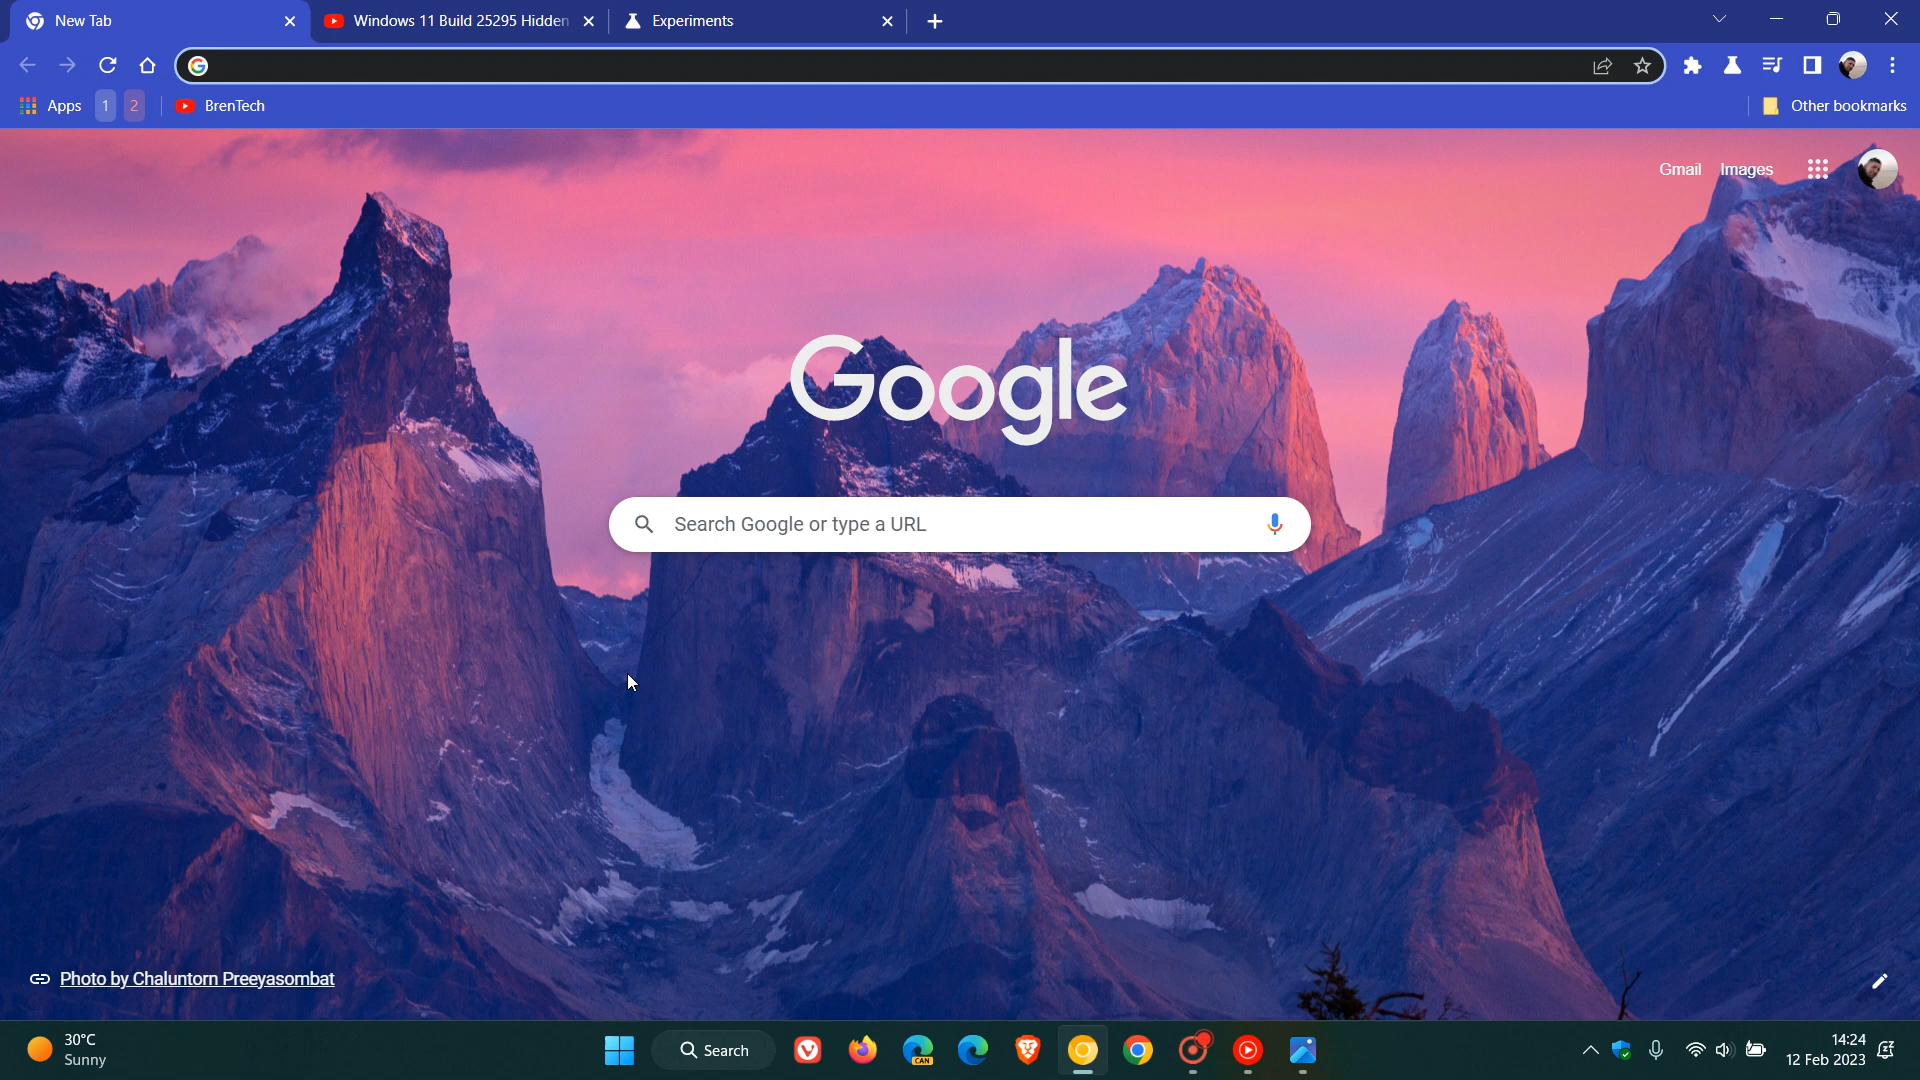 New Tab
Windows 11 Build 25295 Hidden
Experiments
Apps
1
2
BrenTech
Other bookmarks
Gmail
Images
Google
Search Google or type a URL
Photo by Chaluntorn Preeyasombat
30°C
Sunny
Search
CAN
14:24
12 Feb 2023